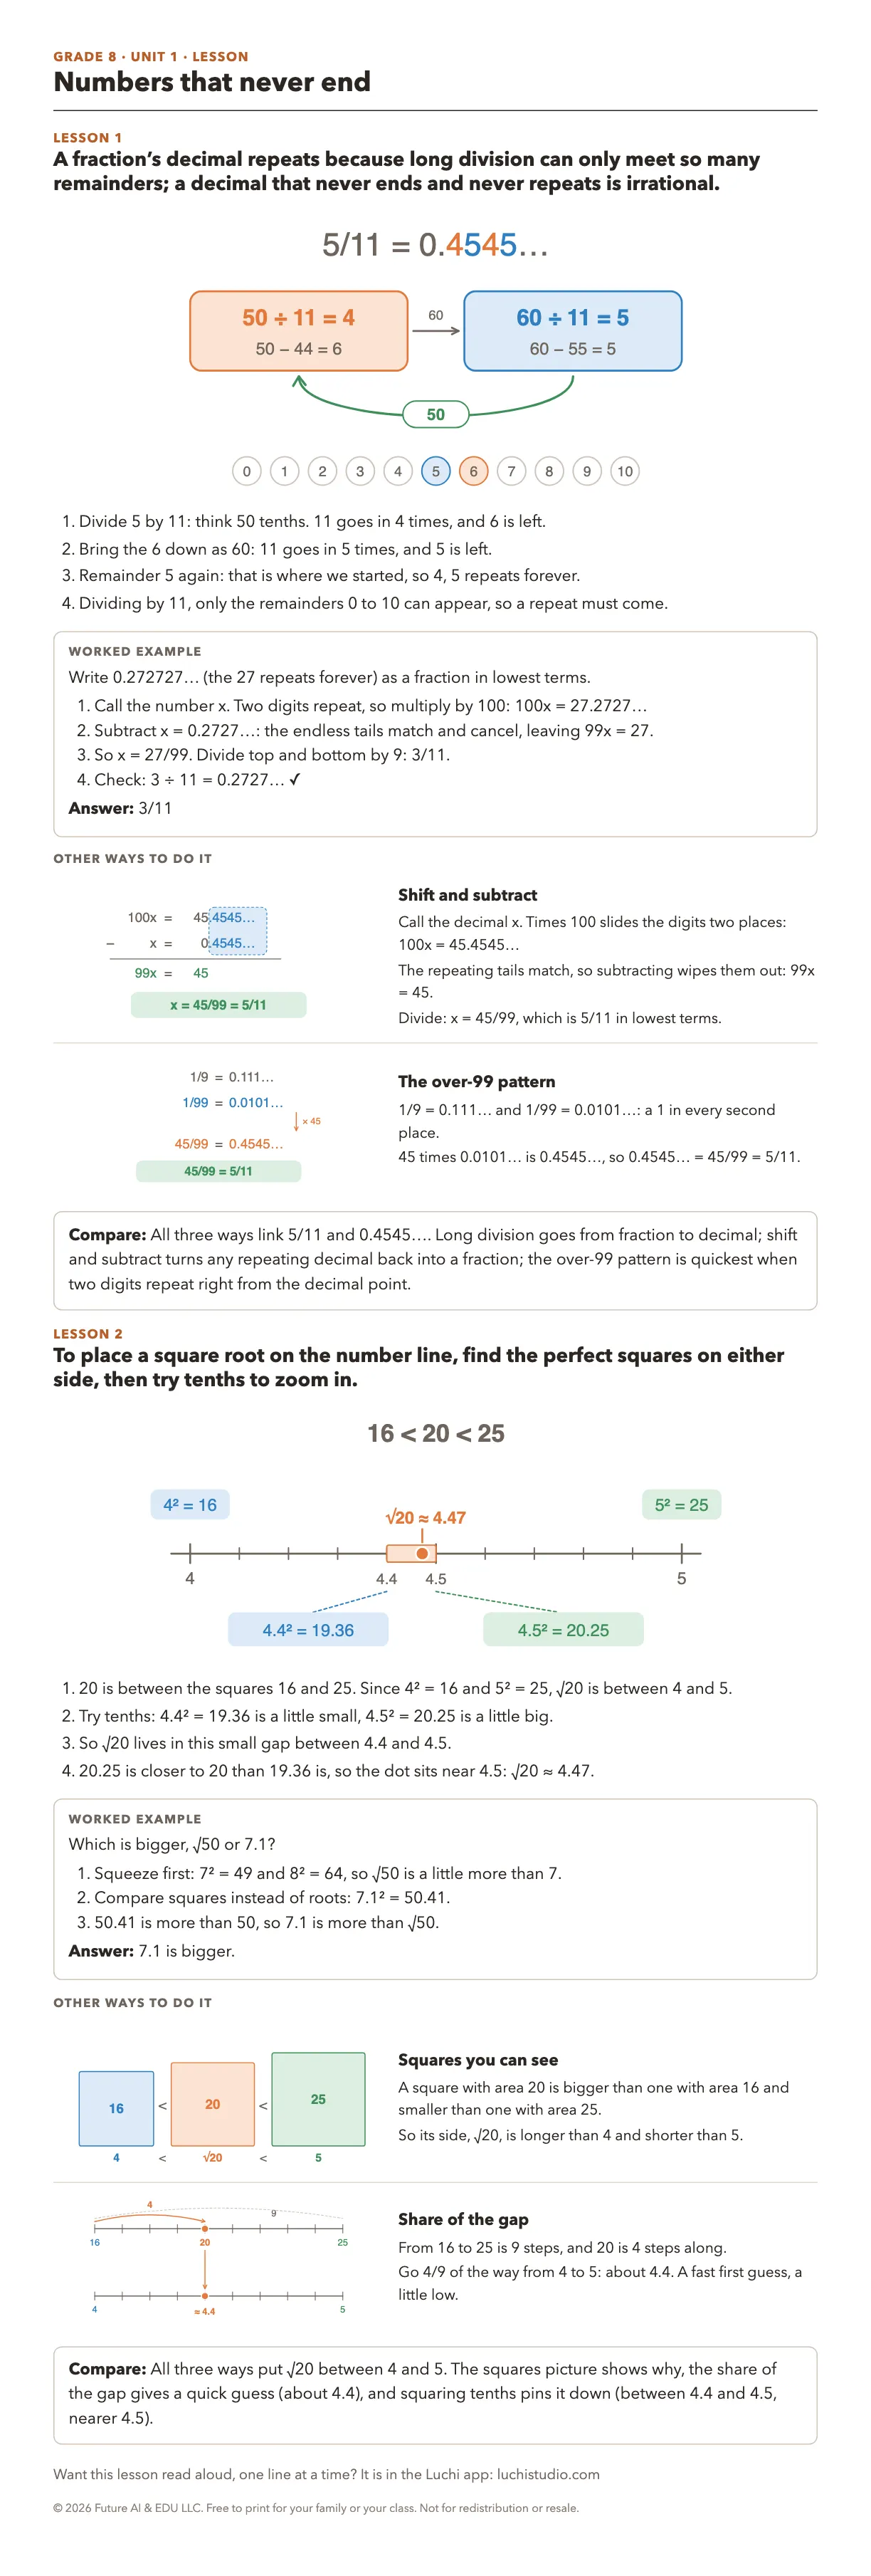 GRADE 8 · UNIT 1 · LESSON
Numbers that never end
LESSON 1
A fraction’s decimal repeats because long division can only meet so many
remainders; a decimal that never ends and never repeats is irrational.
5/11 = 0.4545…
50 ÷ 11 = 4
50 − 44 = 6
60
60 ÷ 11 = 5
60 − 55 = 5
50
0 1 2 3 4 5 6 7 8 9 10
1. Divide 5 by 11: think 50 tenths. 11 goes in 4 times, and 6 is left.
2. Bring the 6 down as 60: 11 goes in 5 times, and 5 is left.
3. Remainder 5 again: that is where we started, so 4, 5 repeats forever.
4. Dividing by 11, only the remainders 0 to 10 can appear, so a repeat must come.
WORKED EXAMPLE
Write 0.272727… (the 27 repeats forever) as a fraction in lowest terms.
1. Call the number x. Two digits repeat, so multiply by 100: 100x = 27.2727…
2. Subtract x = 0.2727…: the endless tails match and cancel, leaving 99x = 27.
3. So x = 27/99. Divide top and bottom by 9: 3/11.
4. Check: 3 ÷ 11 = 0.2727… ✓
Answer: 3/11
OTHER WAYS TO DO IT
100x = 45.4545…
− x = 0.4545…
99x = 45
x = 45/99 = 5/11
Shift and subtract
Call the decimal x. Times 100 slides the digits two places:
100x = 45.4545…
The repeating tails match, so subtracting wipes them out: 99x
= 45.
Divide: x = 45/99, which is 5/11 in lowest terms.
1/9 = 0.111…
1/99 = 0.0101…
× 45
45/99 = 0.4545…
45/99 = 5/11
The over-99 pattern
1/9 = 0.111… and 1/99 = 0.0101…: a 1 in every second
place.
45 times 0.0101… is 0.4545…, so 0.4545… = 45/99 = 5/11.
Compare: All three ways link 5/11 and 0.4545…. Long division goes from fraction to decimal; shift
and subtract turns any repeating decimal back into a fraction; the over-99 pattern is quickest when
two digits repeat right from the decimal point.
LESSON 2
To place a square root on the number line, find the perfect squares on either
side, then try tenths to zoom in.
16 < 20 < 25
4² = 16
5² = 25
√20 ≈ 4.47
4 4.4 4.5 5
4.4² = 19.36
4.5² = 20.25
1. 20 is between the squares 16 and 25. Since 4² = 16 and 5² = 25, √20 is between 4 and 5.
2. Try tenths: 4.4² = 19.36 is a little small, 4.5² = 20.25 is a little big.
3. So √20 lives in this small gap between 4.4 and 4.5.
4. 20.25 is closer to 20 than 19.36 is, so the dot sits near 4.5: √20 ≈ 4.47.
WORKED EXAMPLE
Which is bigger, √50 or 7.1?
1. Squeeze first: 7² = 49 and 8² = 64, so √50 is a little more than 7.
2. Compare squares instead of roots: 7.1² = 50.41.
3. 50.41 is more than 50, so 7.1 is more than √50.
Answer: 7.1 is bigger.
OTHER WAYS TO DO IT
16 < 20 < 25
4 < √20 < 5
Squares you can see
A square with area 20 is bigger than one with area 16 and
smaller than one with area 25.
So its side, √20, is longer than 4 and shorter than 5.
4 9
16 20 25
4 ≈ 4.4 5
Share of the gap
From 16 to 25 is 9 steps, and 20 is 4 steps along.
Go 4/9 of the way from 4 to 5: about 4.4. A fast first guess, a
little low.
Compare: All three ways put √20 between 4 and 5. The squares picture shows why, the share of
the gap gives a quick guess (about 4.4), and squaring tenths pins it down (between 4.4 and 4.5,
nearer 4.5).
Want this lesson read aloud, one line at a time? It is in the Luchi app: luchistudio.com
© 2026 Future AI & EDU LLC. Free to print for your family or your class. Not for redistribution or resale.